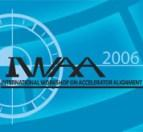 2006
IWAA
INTERNATIONAL WORKSHOP ON ACCELERATOR ALIGNMENT